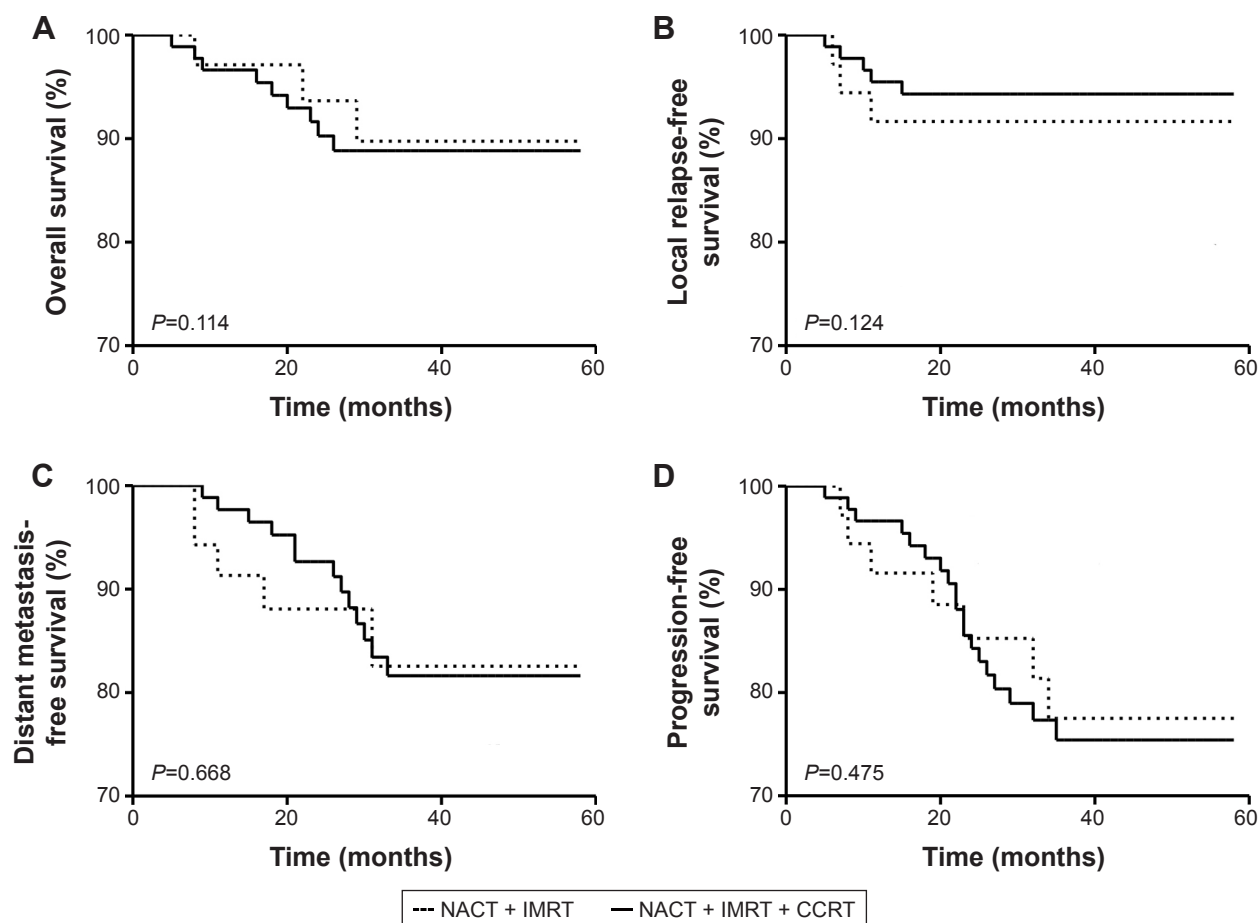 A
Overall survival (%)
100
90
80
70
P=0.114
0 20 40 60
Time (months)
B
Local relapse-free
survival (%)
100
90
80
70
P=0.124
0 20 40 60
Time (months)
C
Distant metastasis-
free survival (%)
100
90
80
70
P=0.668
0 20 40 60
Time (months)
D
Progression-free
survival (%)
100
90
80
70
P=0.475
0 20 40 60
Time (months)
NACT + IMRT NACT + IMRT + CCRT